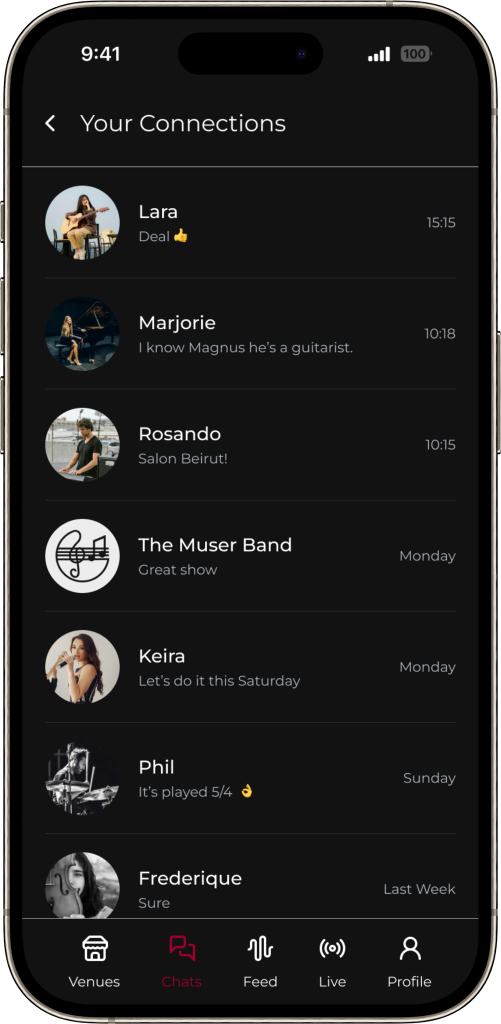 9:41
100
Your Connections
Lara
Deal 👍
15:15
Marjorie
I know Magnus he's a guitarist.
10:18
Rosando
Salon Beirut!
10:15
The Muser Band
Great show
Monday
Keira
Let's do it this Saturday
Monday
Phil
It's played 5/4 👌
Sunday
Frederique
Sure
Last Week
Venues
Chats
Feed
Live
Profile